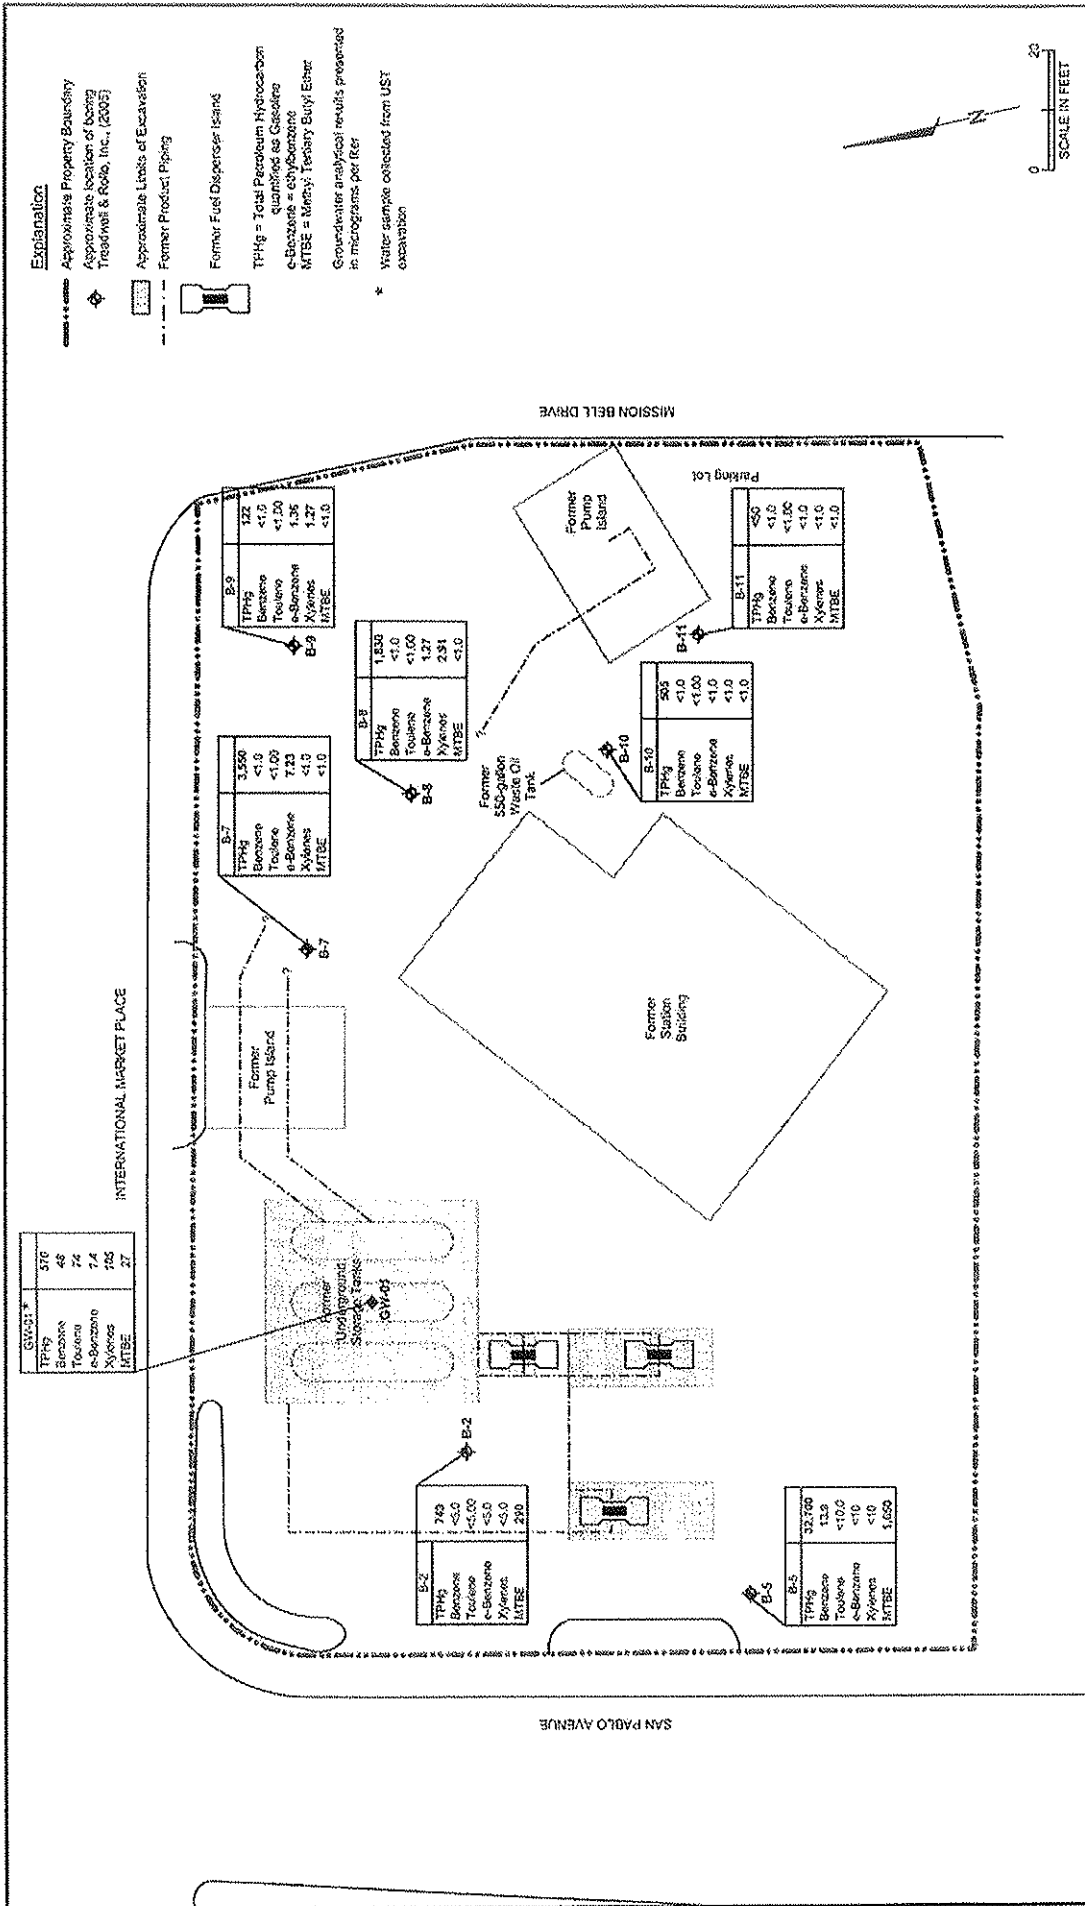 Explanation
Approximate Property Boundary
Approximate location of boring
Treadwell & Rollo, Inc., (2005)
Approximate Limits of Excavation
Former Product Piping
Former Fuel Dispenser Island
TPHg = Total Petroleum Hydrocarbon
quantified as Gasoline
e-Benzene = ethylbenzene
MTBE = Methyl Tertiary Butyl Ether
Groundwater analytical results presented
in micrograms per liter
* Water sample collected from UST
excavation
0 20
SCALE IN FEET
N
INTERNATIONAL MARKET PLACE
MISSION BELL DRIVE
SAN PABLO AVENUE
Parking Lot
GW-01*
TPHg 570
Benzene 48
Toulene 74
e-Benzene 7.4
Xylenes 105
MTBE 27
B-9
TPHg 122
Benzene <1.0
Toulene <1.00
e-Benzene 1.36
Xylenes 1.27
MTBE <1.0
B-9
B-7
TPHg 3,550
Benzene <1.0
Toulene <1.00
e-Benzene 7.23
Xylenes <1.0
MTBE <1.0
B-7
B-8
TPHg 1,830
Benzene <1.0
Toulene <1.00
e-Benzene 1.27
Xylenes 2.91
MTBE <1.0
B-8
Former
Pump Island
?
?
Former
Underground
Storage Tanks
GW-01
B-2
TPHg 740
Benzene <5.0
Toulene <5.00
e-Benzene <5.0
Xylenes <5.0
MTBE 290
B-2
?
Former
550-gallon
Waste Oil
Tank
Former
Pump
Island
B-10
B-10
TPHg 505
Benzene <1.0
Toulene <1.00
e-Benzene <1.0
Xylenes <1.0
MTBE <1.0
B-11
B-11
TPHg <50
Benzene <1.0
Toulene <1.00
e-Benzene <1.0
Xylenes <1.0
MTBE <1.0
Former
Station
Building
B-5
B-5
TPHg 32,700
Benzene 13.8
Toulene <10.0
e-Benzene <10
Xylenes <10
MTBE 1,050